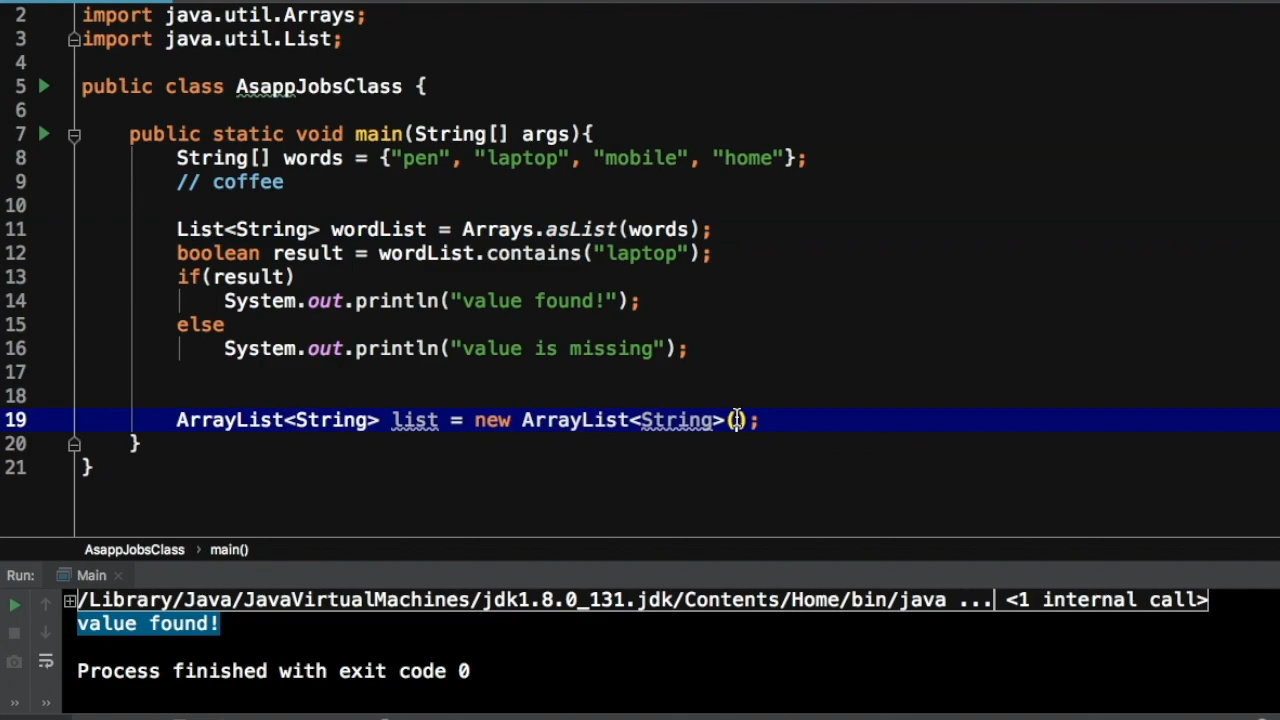 2 import java.util.Arrays;
3 import java.util.List;
4
5 public class AsappJobsClass {
6
7 public static void main(String[] args){
8 String[] words = {"pen", "laptop", "mobile", "home"};
9 // coffee
10
11 List<String> wordList = Arrays.asList(words);
12 boolean result = wordList.contains("laptop");
13 if(result)
14 System.out.println("value found!");
15 else
16 System.out.println("value is missing");
17
18
19 ArrayList<String> list = new ArrayList<String>();
20 }
21 }
AsappJobsClass › main()
Run: Main ×
/Library/Java/JavaVirtualMachines/jdk1.8.0_131.jdk/Contents/Home/bin/java ... <1 internal call>
value found!
Process finished with exit code 0